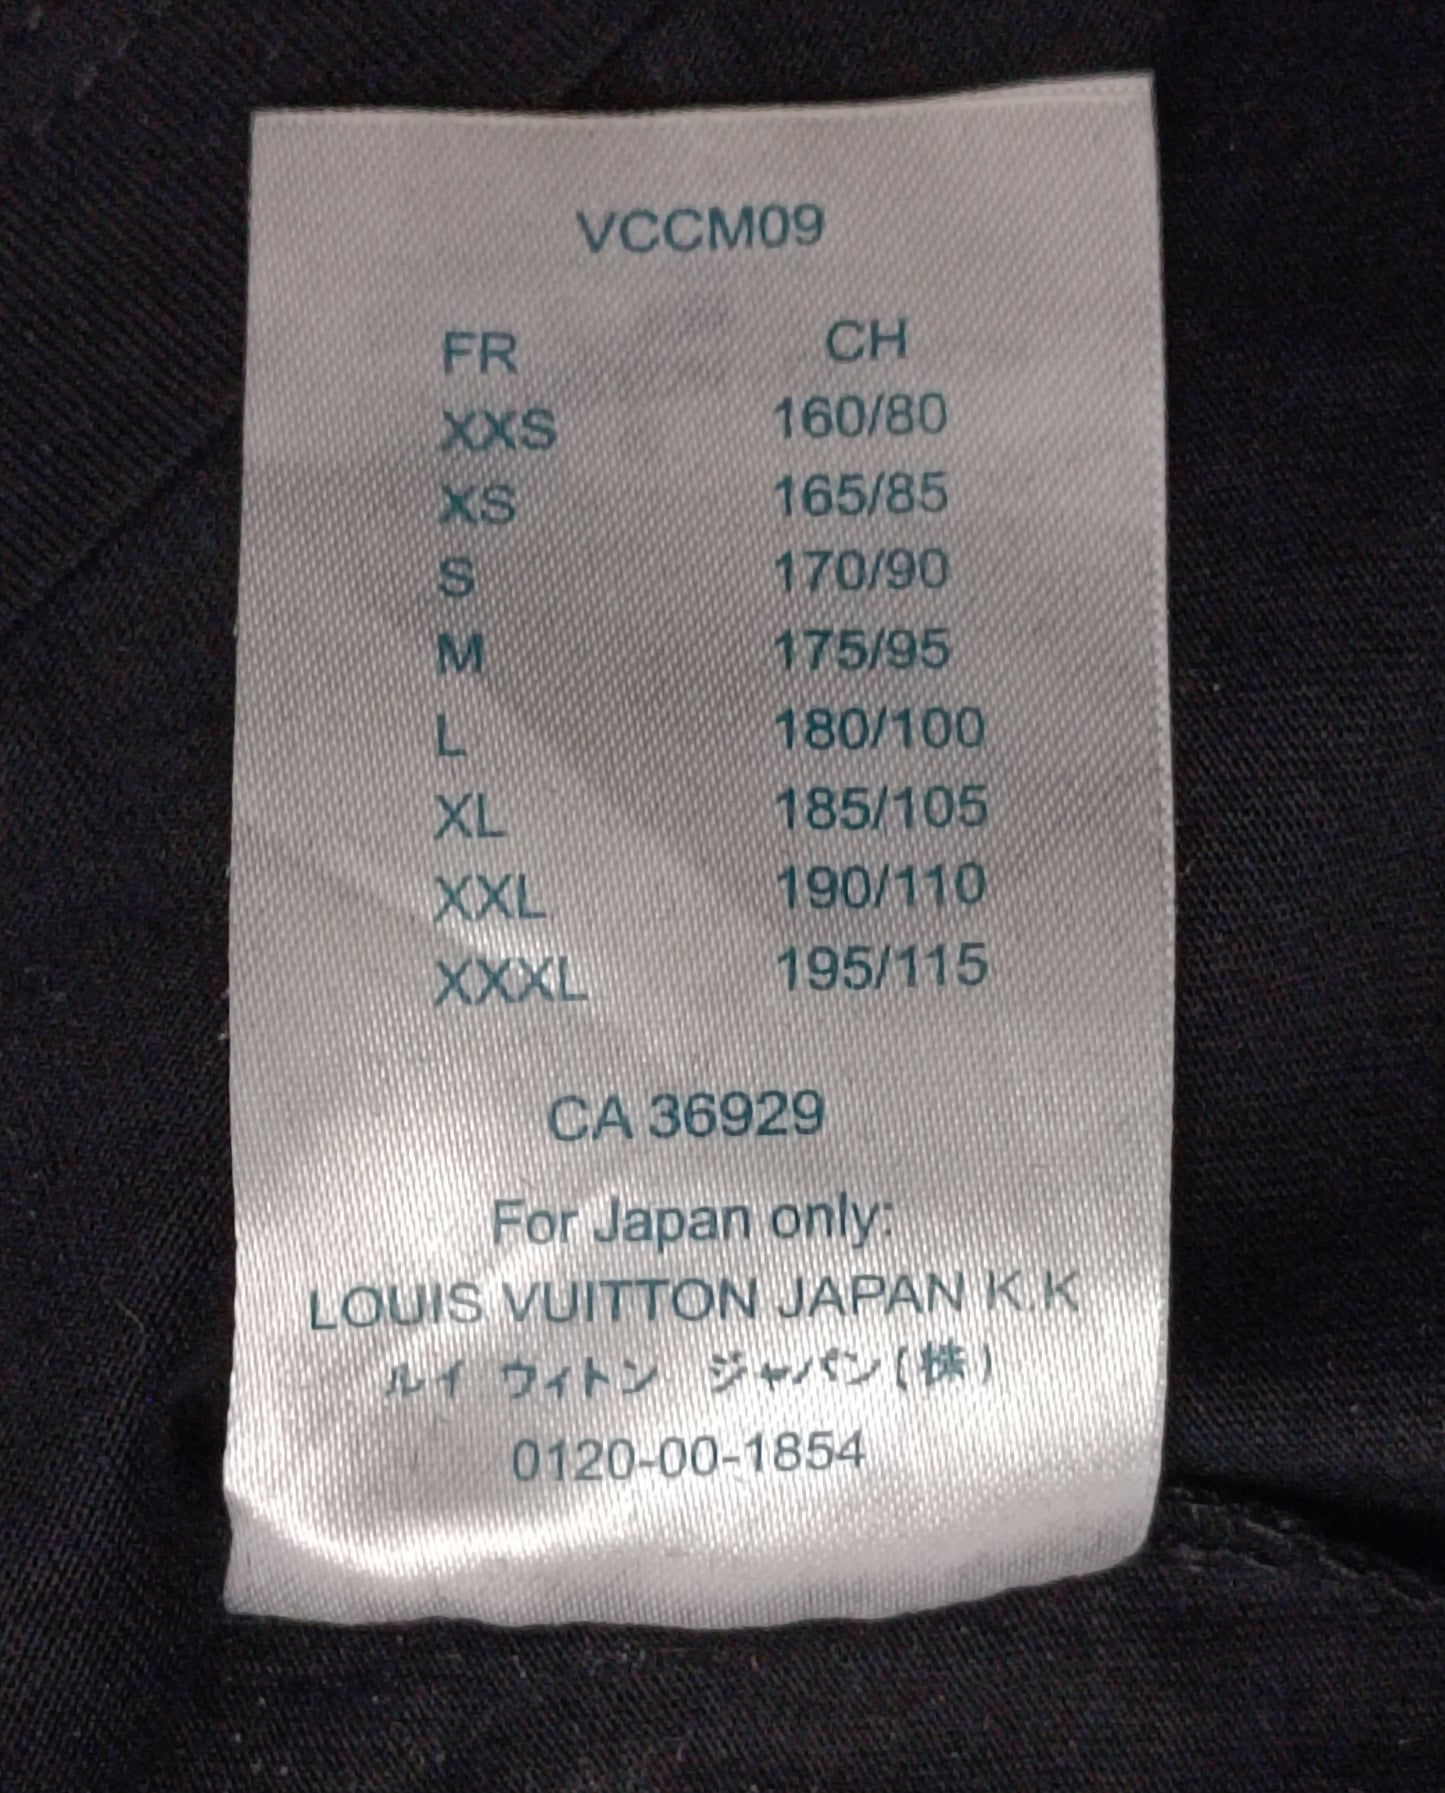 VCCM09
FR CH
XXS 160/80
XS 165/85
S 170/90
M 175/95
L 180/100
XL 185/105
XXL 190/110
XXXL 195/115
CA 36929
For Japan only:
LOUIS VUITTON JAPAN K.K
ルイ ウィトン ジャパン(株)
0120-00-1854